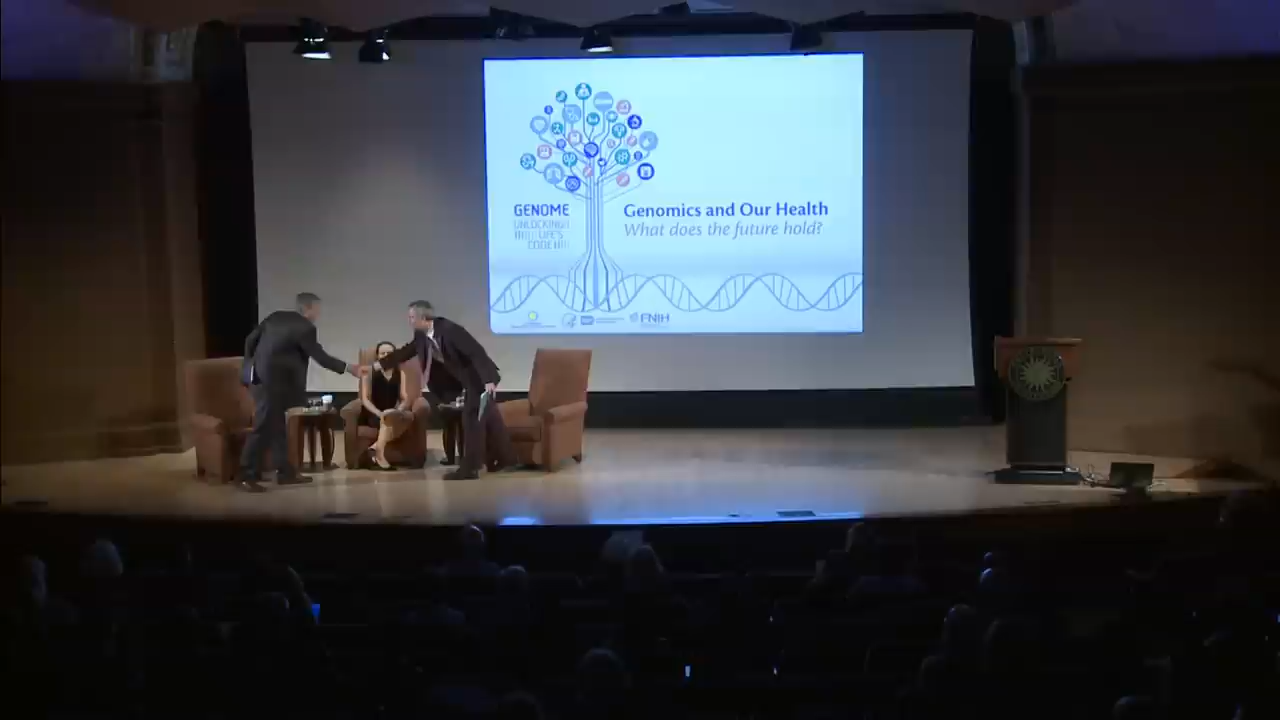 GENOME
UNLOCKING
LIFE'S
CODE
Genomics and Our Health
What does the future hold?
FNIH